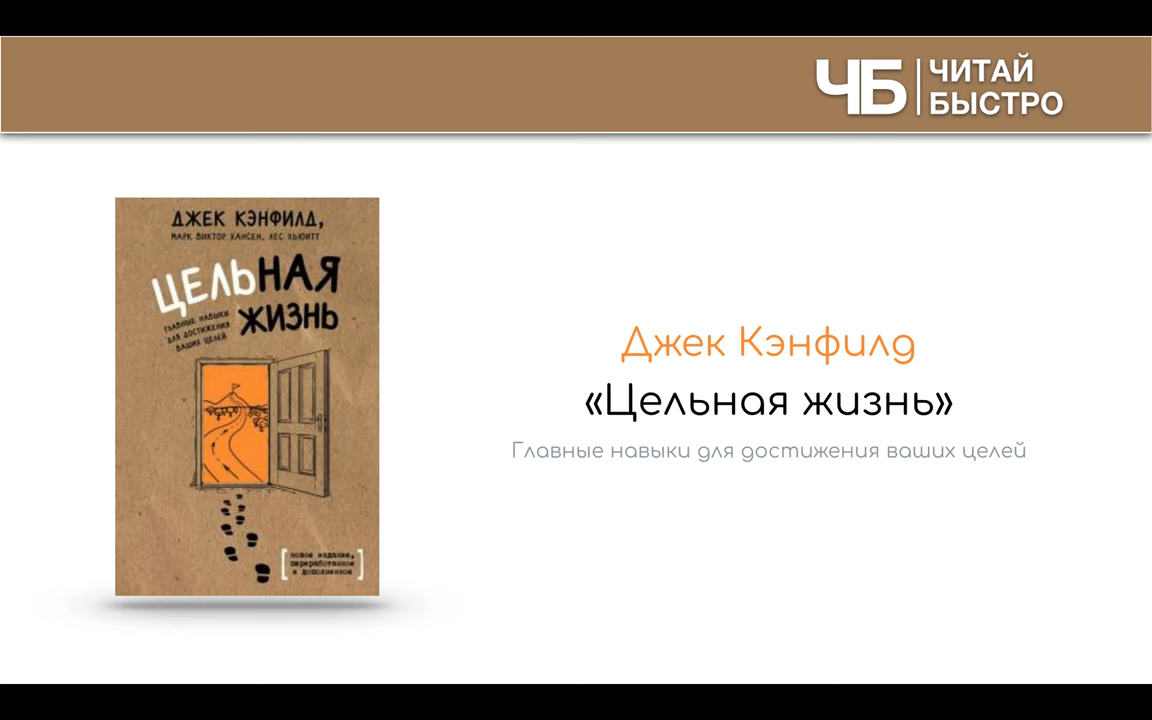 ЧБ
ЧИТАЙ
БЫСТРО
ДЖЕК КЭНФИЛД,
МАРК ВИКТОР ХАНСЕН, ЛЕС ХЬЮИТТ
ЦЕЛЬНАЯ
ЖИЗНЬ
ГЛАВНЫЕ НАВЫКИ
ДЛЯ ДОСТИЖЕНИЯ
ВАШИХ ЦЕЛЕЙ
[новое издание,
переработанное
и дополненное]
Джек Кэнфилд
«Цельная жизнь»
Главные навыки для достижения ваших целей